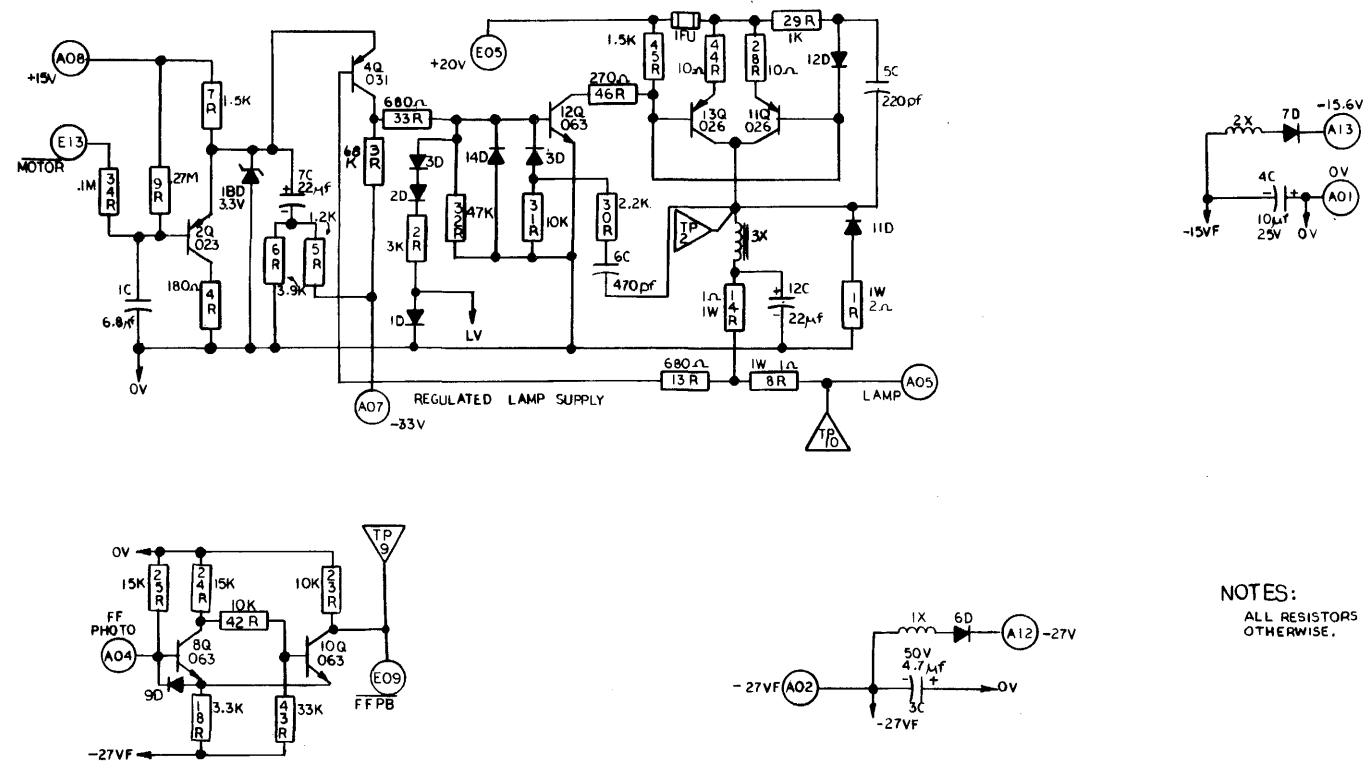 A08
+15V
E13
MOTOR
.1M
34R
9R
.27M
7R
1.5K
2Q
023
1C
6.8μf
180Ω
4R
0V
18D
3.3V
7C
22μf
1.2K
6R
3.9K
5R
4Q
031
680Ω
33R
68K
3R
A07
-33V
REGULATED LAMP SUPPLY
3D
2D
3K
2R
1D
LV
32R
47K
14D
3D
31R
10K
12Q
063
270Ω
46R
30R
2.2K
6C
470pf
+20V
E05
1.5K
45R
1FU
44R
10Ω
28R
10Ω
29R
1K
12D
5C
220pf
13Q
026
11Q
026
TP
2
3X
1Ω
1W
14R
12C
22μf
11D
1R
1W
2Ω
680Ω
13R
1W 1Ω
8R
A05
LAMP
TP
10
2X
7D
-15.6V
A13
4C
10μf
25V
0V
A01
0V
-15VF
0V
15K
25R
24R
15K
10K
42R
10K
23R
TP
9
FF
PHOTO
A04
8Q
063
10Q
063
9D
18R
3.3K
43R
33K
E09
FFPB
-27VF
-27VF
A02
1X
6D
A12
-27V
50V
4.7μf
3C
0V
-27VF
NOTES:
ALL RESISTORS
OTHERWISE.